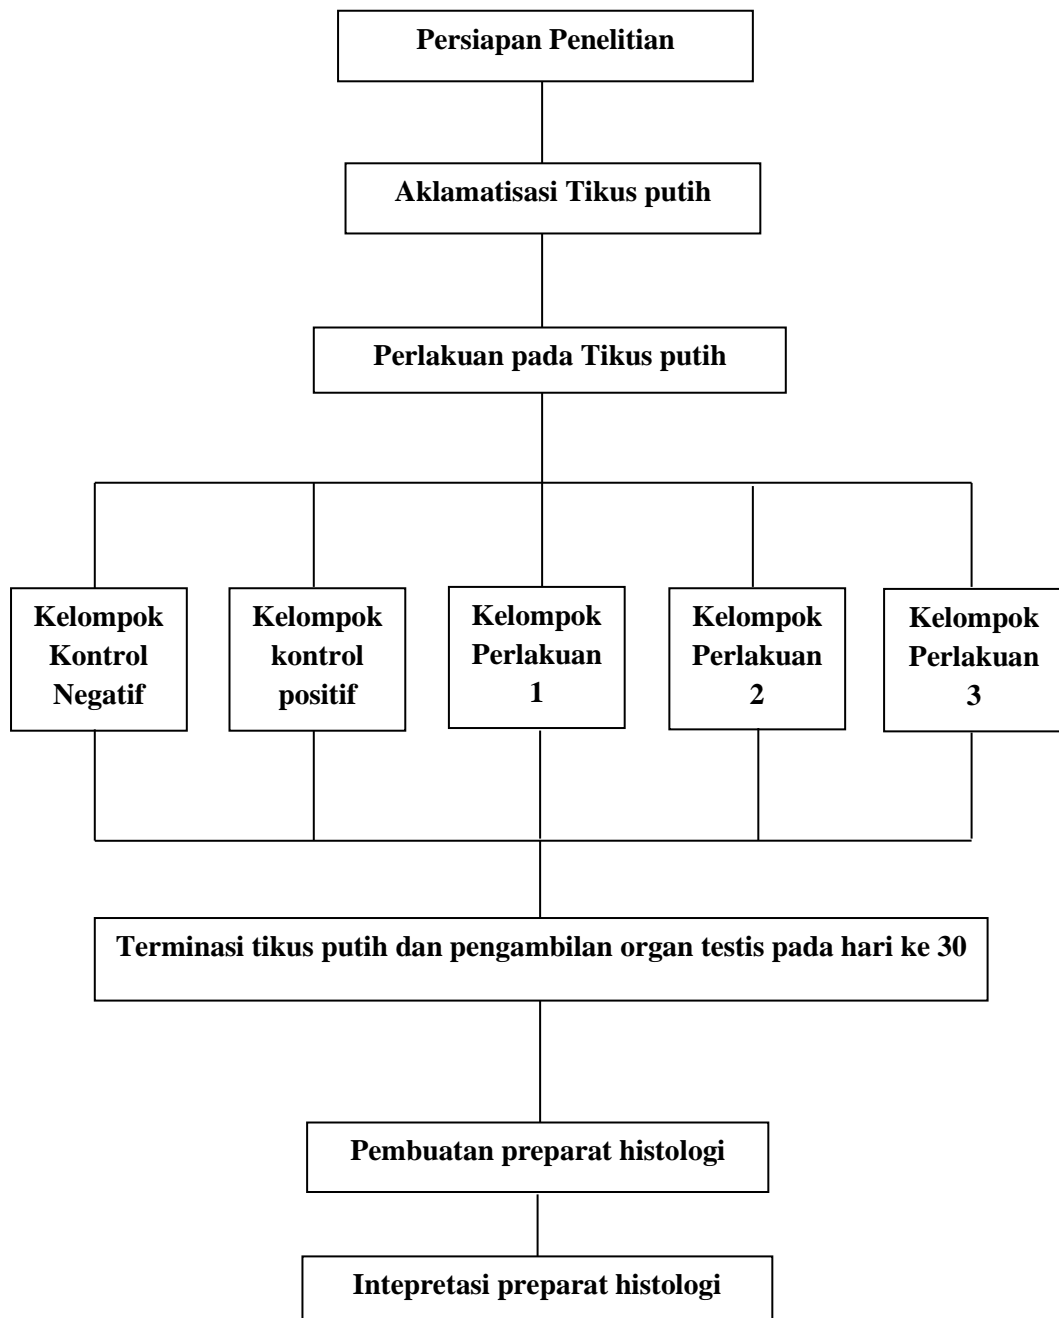 Persiapan Penelitian
Aklamatisasi Tikus putih
Perlakuan pada Tikus putih
Kelompok
Kontrol
Negatif
Kelompok
kontrol
positif
Kelompok
Perlakuan
1
Kelompok
Perlakuan
2
Kelompok
Perlakuan
3
Terminasi tikus putih dan pengambilan organ testis pada hari ke 30
Pembuatan preparat histologi
Intepretasi preparat histologi